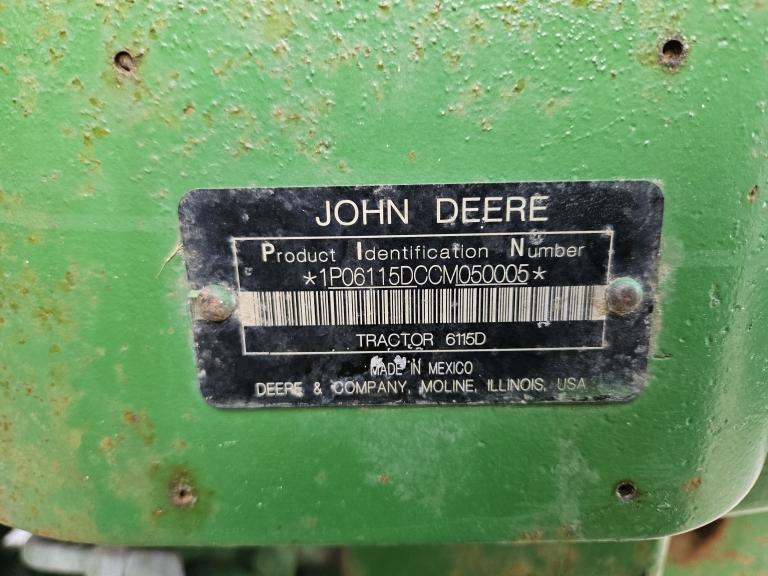 JOHN DEERE
Product Identification Number
*1P06115DCCM050005*
TRACTOR 6115D
MADE IN MEXICO
DEERE & COMPANY, MOLINE, ILLINOIS, USA